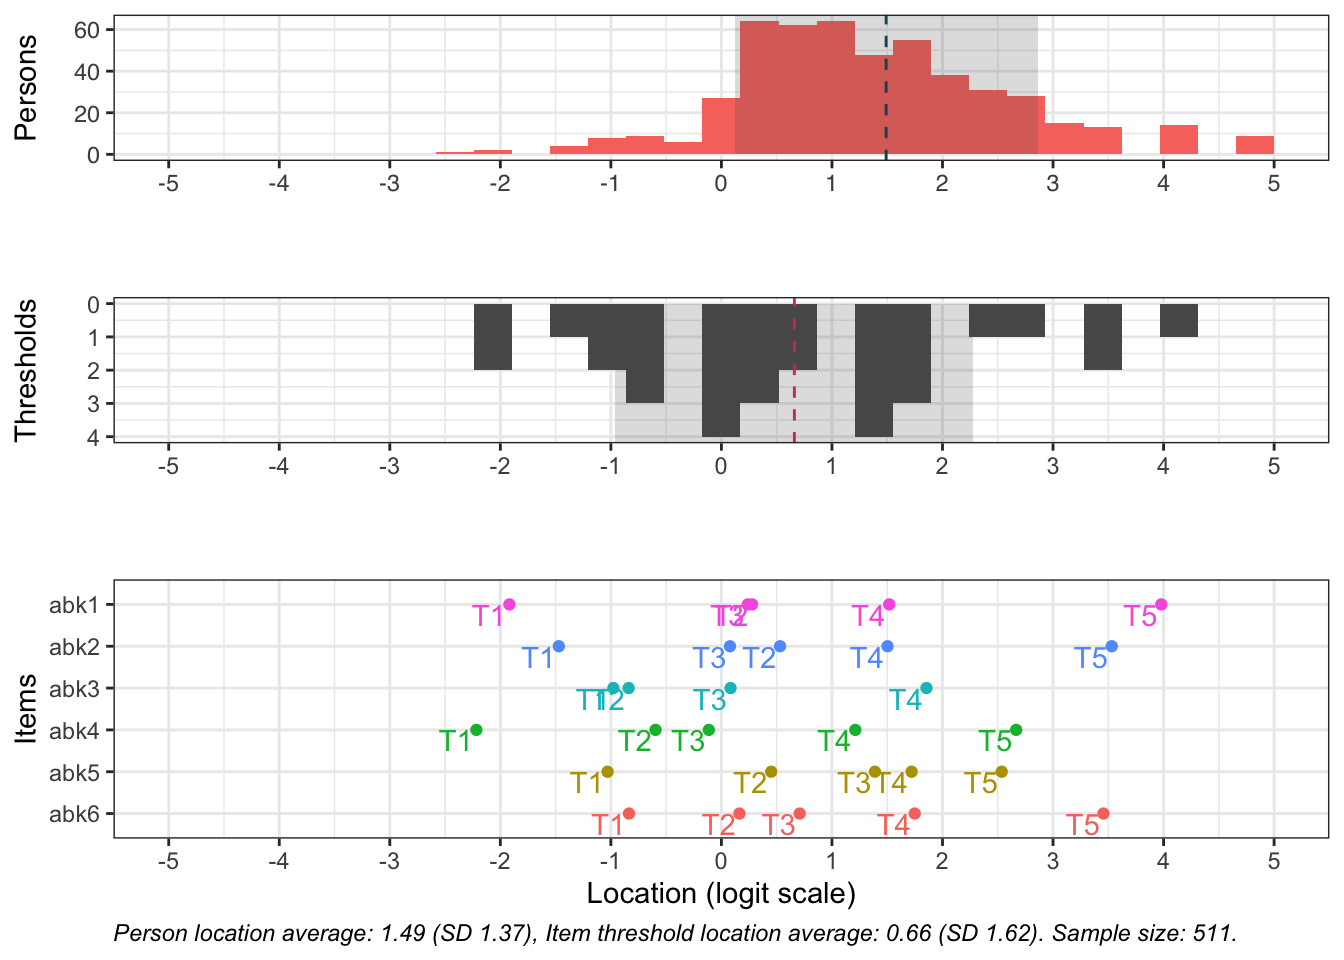 Persons
60
40
20
0
-5 -4 -3 -2 -1 0 1 2 3 4 5
Thresholds
0
1
2
3
4
-5 -4 -3 -2 -1 0 1 2 3 4 5
Items
abk1 T1 T3 T2 T4 T5
abk2 T1 T3 T2 T4 T5
abk3 T1 T2 T3 T4
abk4 T1 T2 T3 T4 T5
abk5 T1 T2 T3 T4 T5
abk6 T1 T2 T3 T4 T5
-5 -4 -3 -2 -1 0 1 2 3 4 5
Location (logit scale)
Person location average: 1.49 (SD 1.37), Item threshold location average: 0.66 (SD 1.62). Sample size: 511.